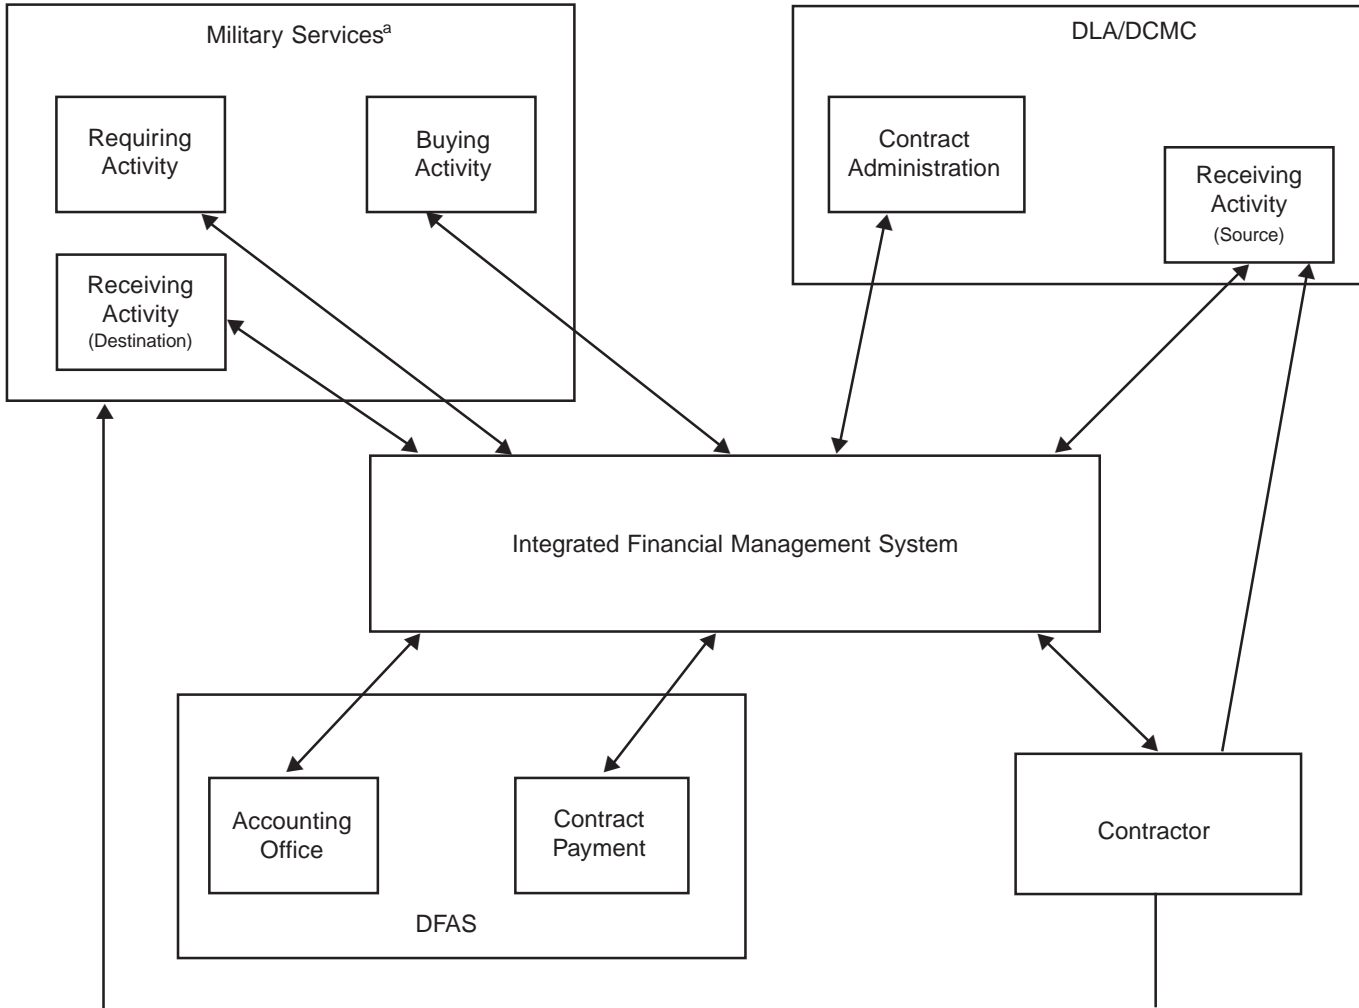 Military Servicesa
Requiring
Activity
Buying
Activity
Receiving
Activity
(Destination)
DLA/DCMC
Contract
Administration
Receiving
Activity
(Source)
Integrated Financial Management System
Accounting
Office
Contract
Payment
DFAS
Contractor